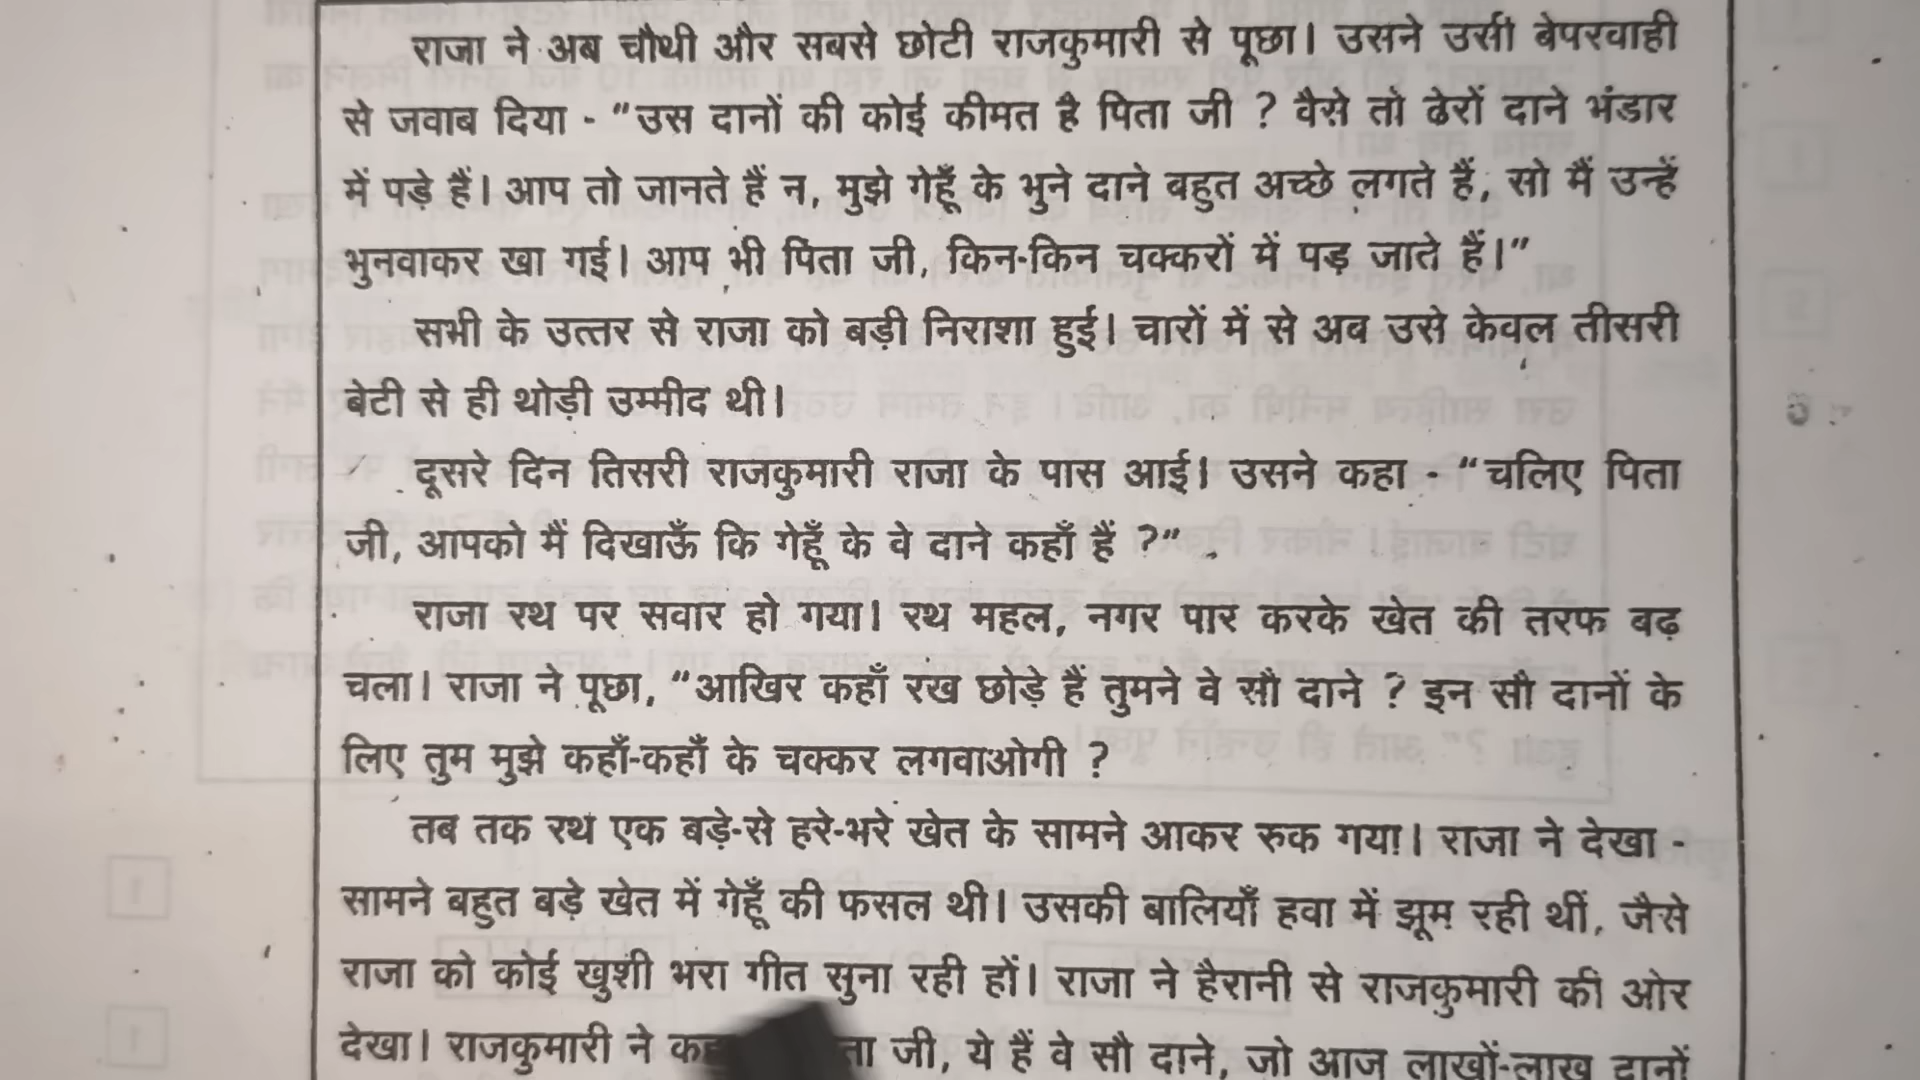 राजा ने अब चौथी और सबसे छोटी राजकुमारी से पूछा। उसने उसी बेपरवाही
से जवाब दिया - "उस दानों की कोई कीमत है पिता जी ? वैसे तो ढेरों दाने भंडार
में पड़े हैं। आप तो जानते हैं न, मुझे गेहूँ के भुने दाने बहुत अच्छे लगते हैं, सो मैं उन्हें
भुनवाकर खा गई। आप भी पिता जी, किन-किन चक्करों में पड़ जाते हैं।"
सभी के उत्तर से राजा को बड़ी निराशा हुई। चारों में से अब उसे केवल तीसरी
बेटी से ही थोड़ी उम्मीद थी।
दूसरे दिन तिसरी राजकुमारी राजा के पास आई। उसने कहा - "चलिए पिता
जी, आपको मैं दिखाऊँ कि गेहूँ के वे दाने कहाँ हैं ?"
राजा रथ पर सवार हो गया। रथ महल, नगर पार करके खेत की तरफ बढ़
चला। राजा ने पूछा, "आखिर कहाँ रख छोड़े हैं तुमने वे सौ दाने ? इन सौ दानों के
लिए तुम मुझे कहाँ-कहाँ के चक्कर लगवाओगी ?
तब तक रथ एक बड़े-से हरे-भरे खेत के सामने आकर रुक गया। राजा ने देखा -
सामने बहुत बड़े खेत में गेहूँ की फसल थी। उसकी बालियाँ हवा में झूम रही थीं, जैसे
राजा को कोई खुशी भरा गीत सुना रही हों। राजा ने हैरानी से राजकुमारी की ओर
देखा। राजकुमारी ने जी, ये हैं वे सौ दाने, जो आज लाखों-लाख दानों